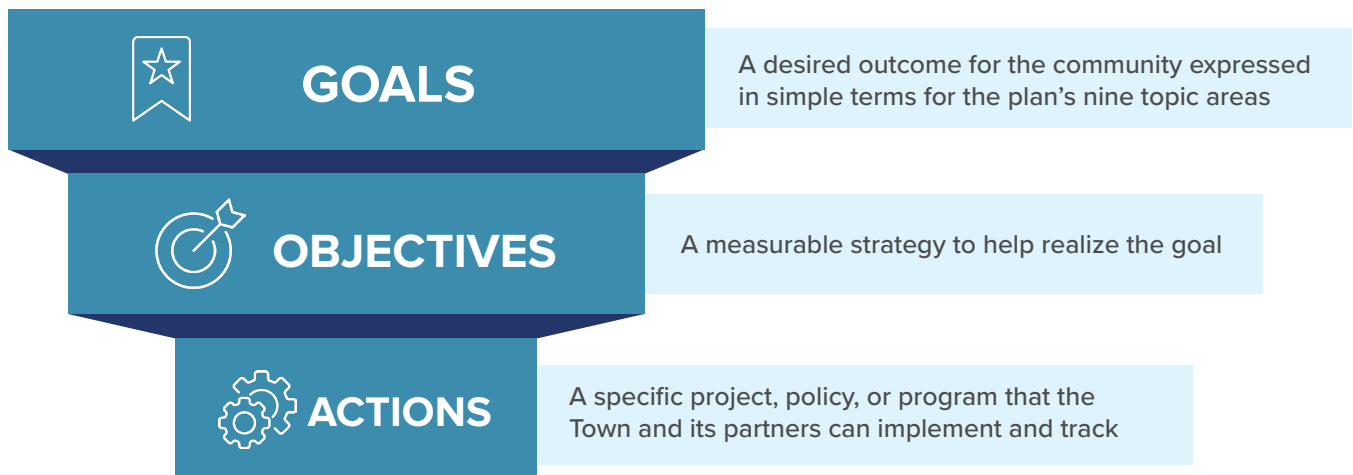 GOALS
A desired outcome for the community expressed
in simple terms for the plan’s nine topic areas
OBJECTIVES
A measurable strategy to help realize the goal
ACTIONS
A specific project, policy, or program that the
Town and its partners can implement and track